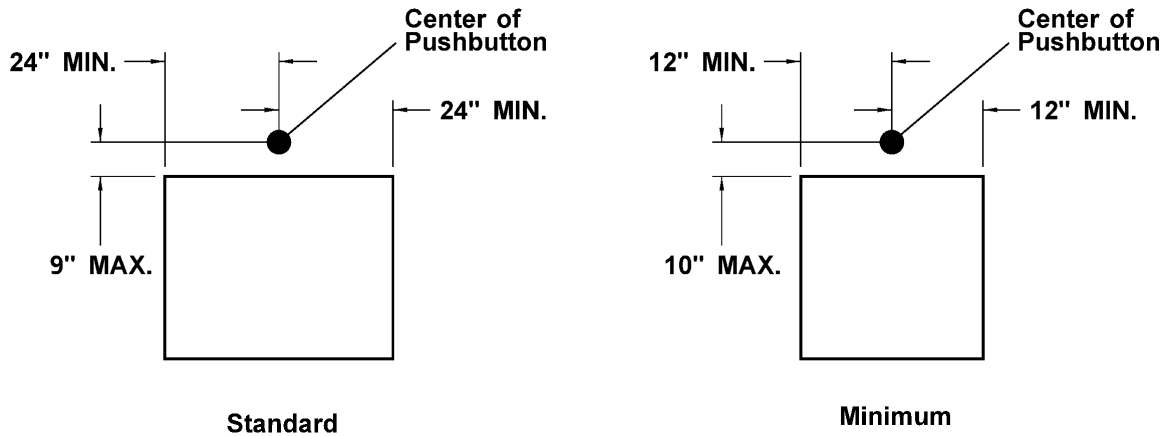 Center of
Pushbutton
24" MIN.
24" MIN.
9" MAX.
Standard
Center of
Pushbutton
12" MIN.
12" MIN.
10" MAX.
Minimum